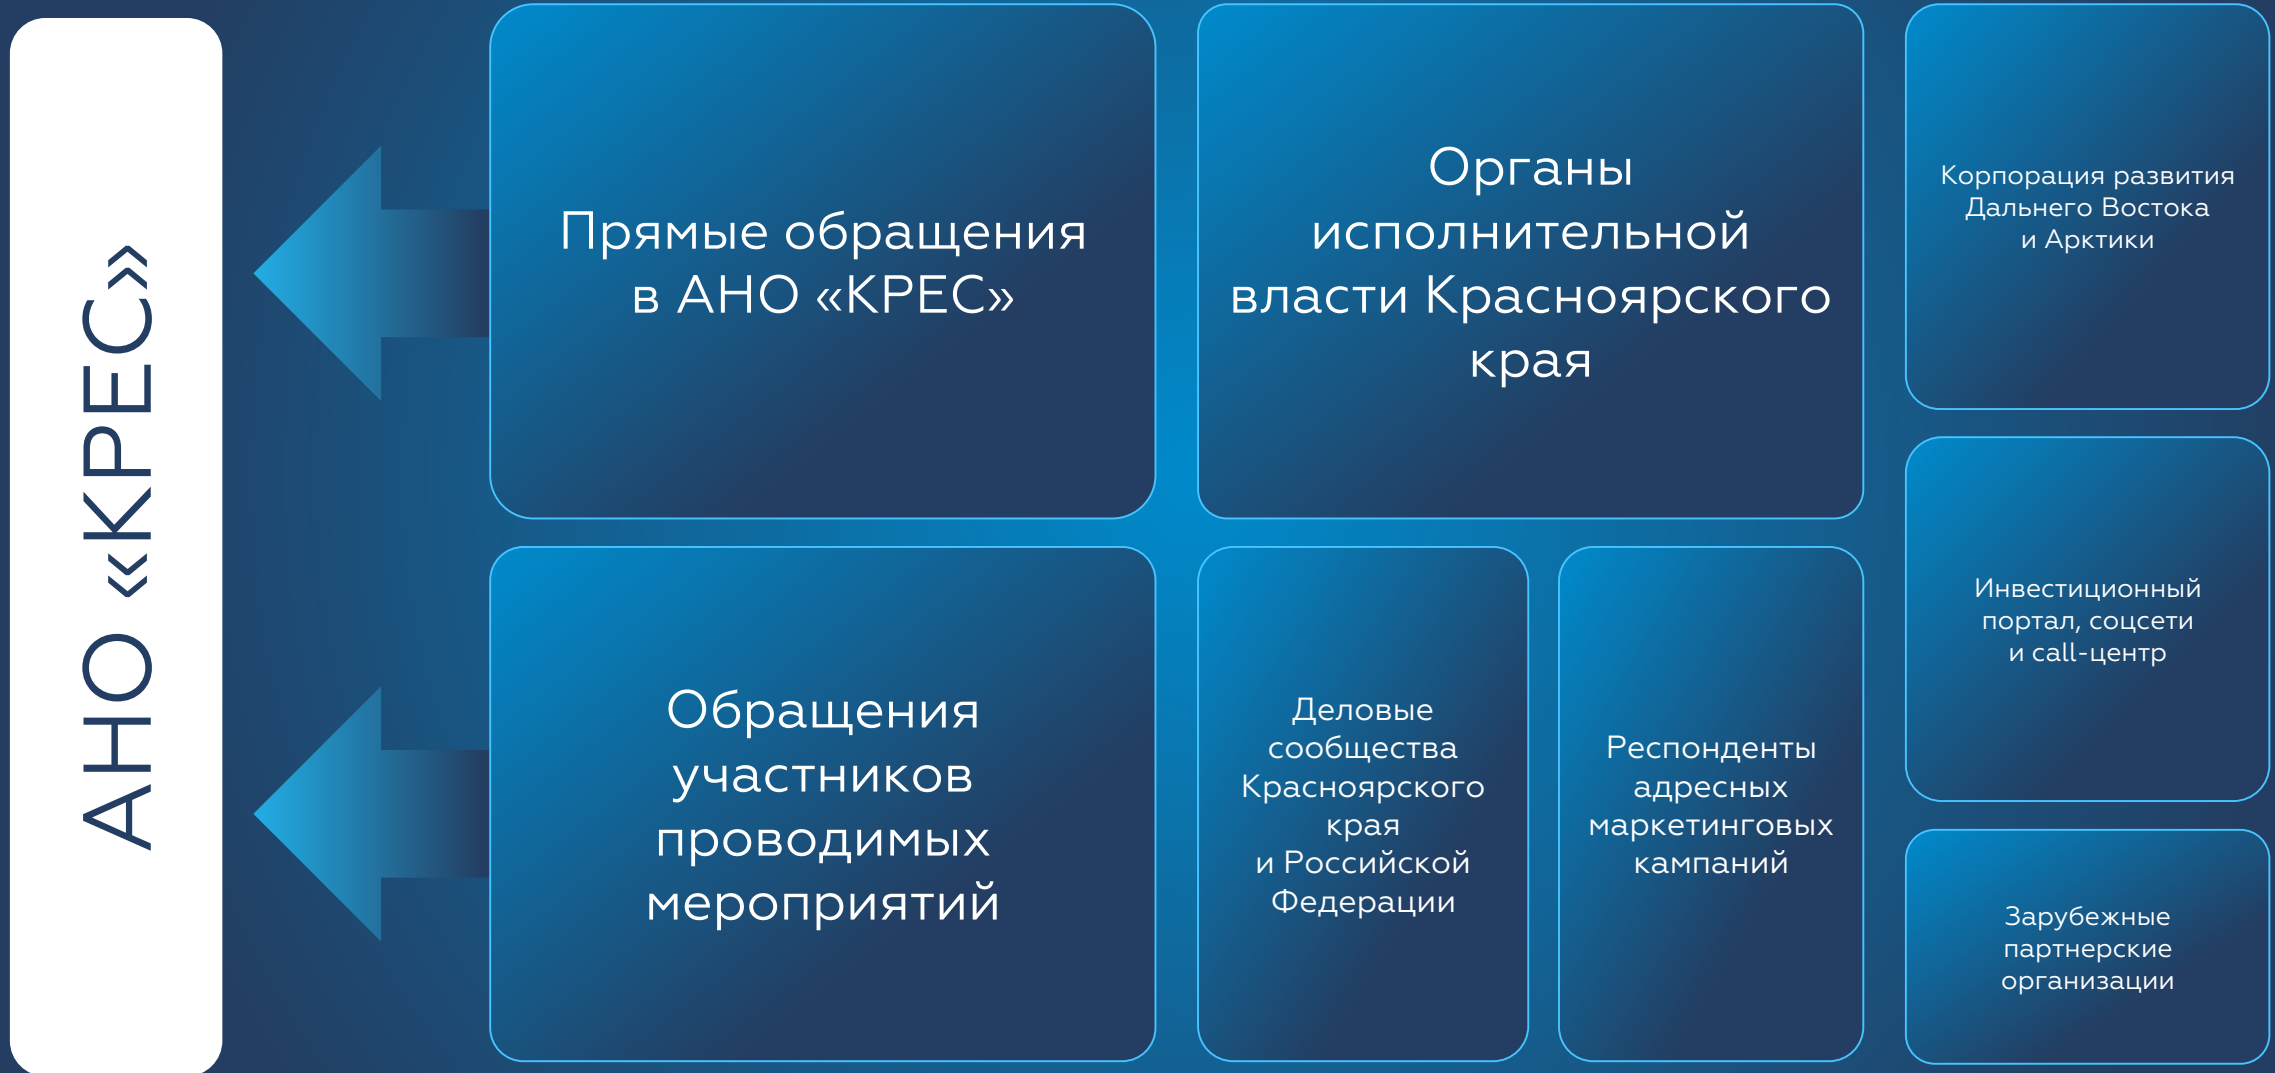 АНО «КРЕС»
Прямые обращения
в АНО «КРЕС»
Органы
исполнительной
власти Красноярского
края
Корпорация развития
Дальнего Востока
и Арктики
Обращения
участников
проводимых
мероприятий
Деловые
сообщества
Красноярского
края
и Российской
Федерации
Респонденты
адресных
маркетинговых
кампаний
Инвестиционный
портал, соцсети
и call-центр
Зарубежные
партнерские
организации